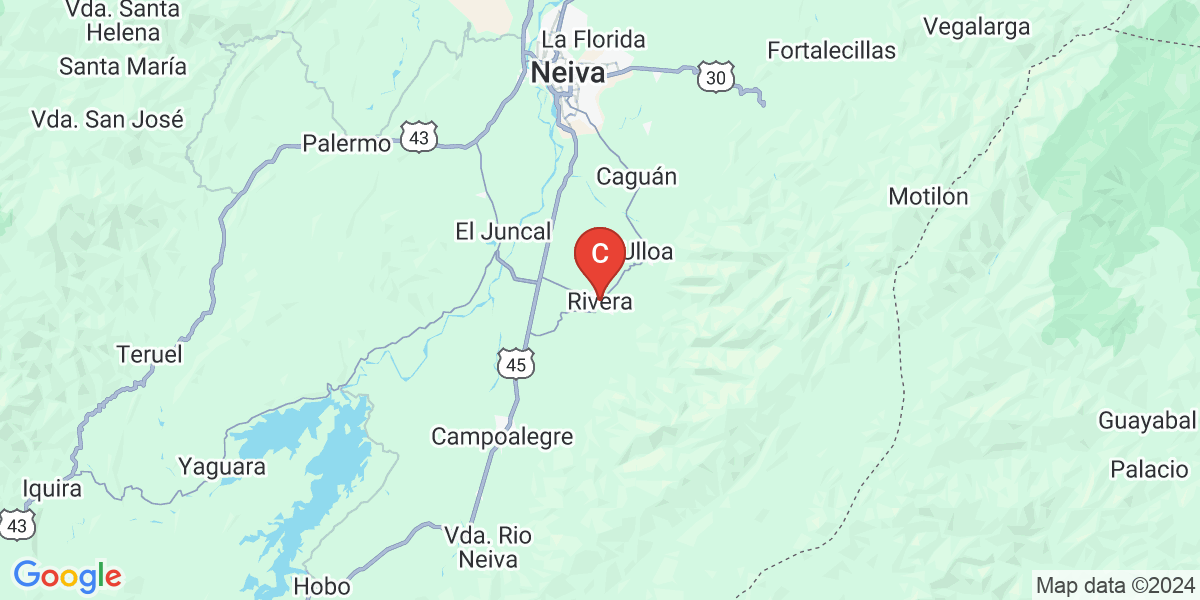 Vda. Santa
Helena
Santa María
Vda. San José
La Florida
Neiva
30
Fortalecillas
Vegalarga
Palermo
43
Caguán
Motilon
El Juncal
C
Ulloa
Rivera
Teruel
45
Campoalegre
Guayabal
Yaguara
Palacio
Iquira
43
Vda. Rio
Neiva
Hobo
Google
Map data ©2024